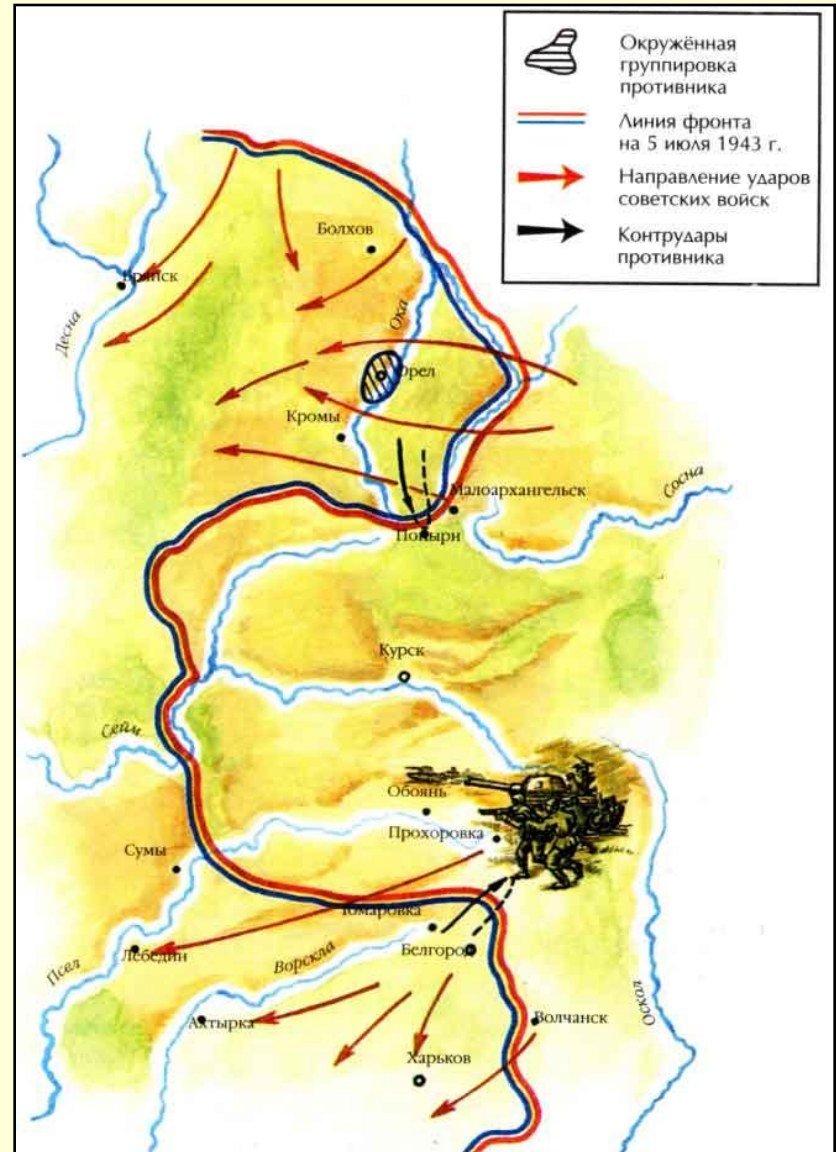 Окружённая
группировка
противника
Линия фронта
на 5 июля 1943 г.
Направление ударов
советских войск
Контрудары
противника
Болхов
Брянск
Десна
Ока
Орел
Кромы
Малоархангельск
Сосна
Поныри
Курск
Сейм
Обоянь
Прохоровка
Сумы
Томаровка
Белгород
Лебедин
Ворскла
Псел
Ахтырка
Волчанск
Оскал
Харьков